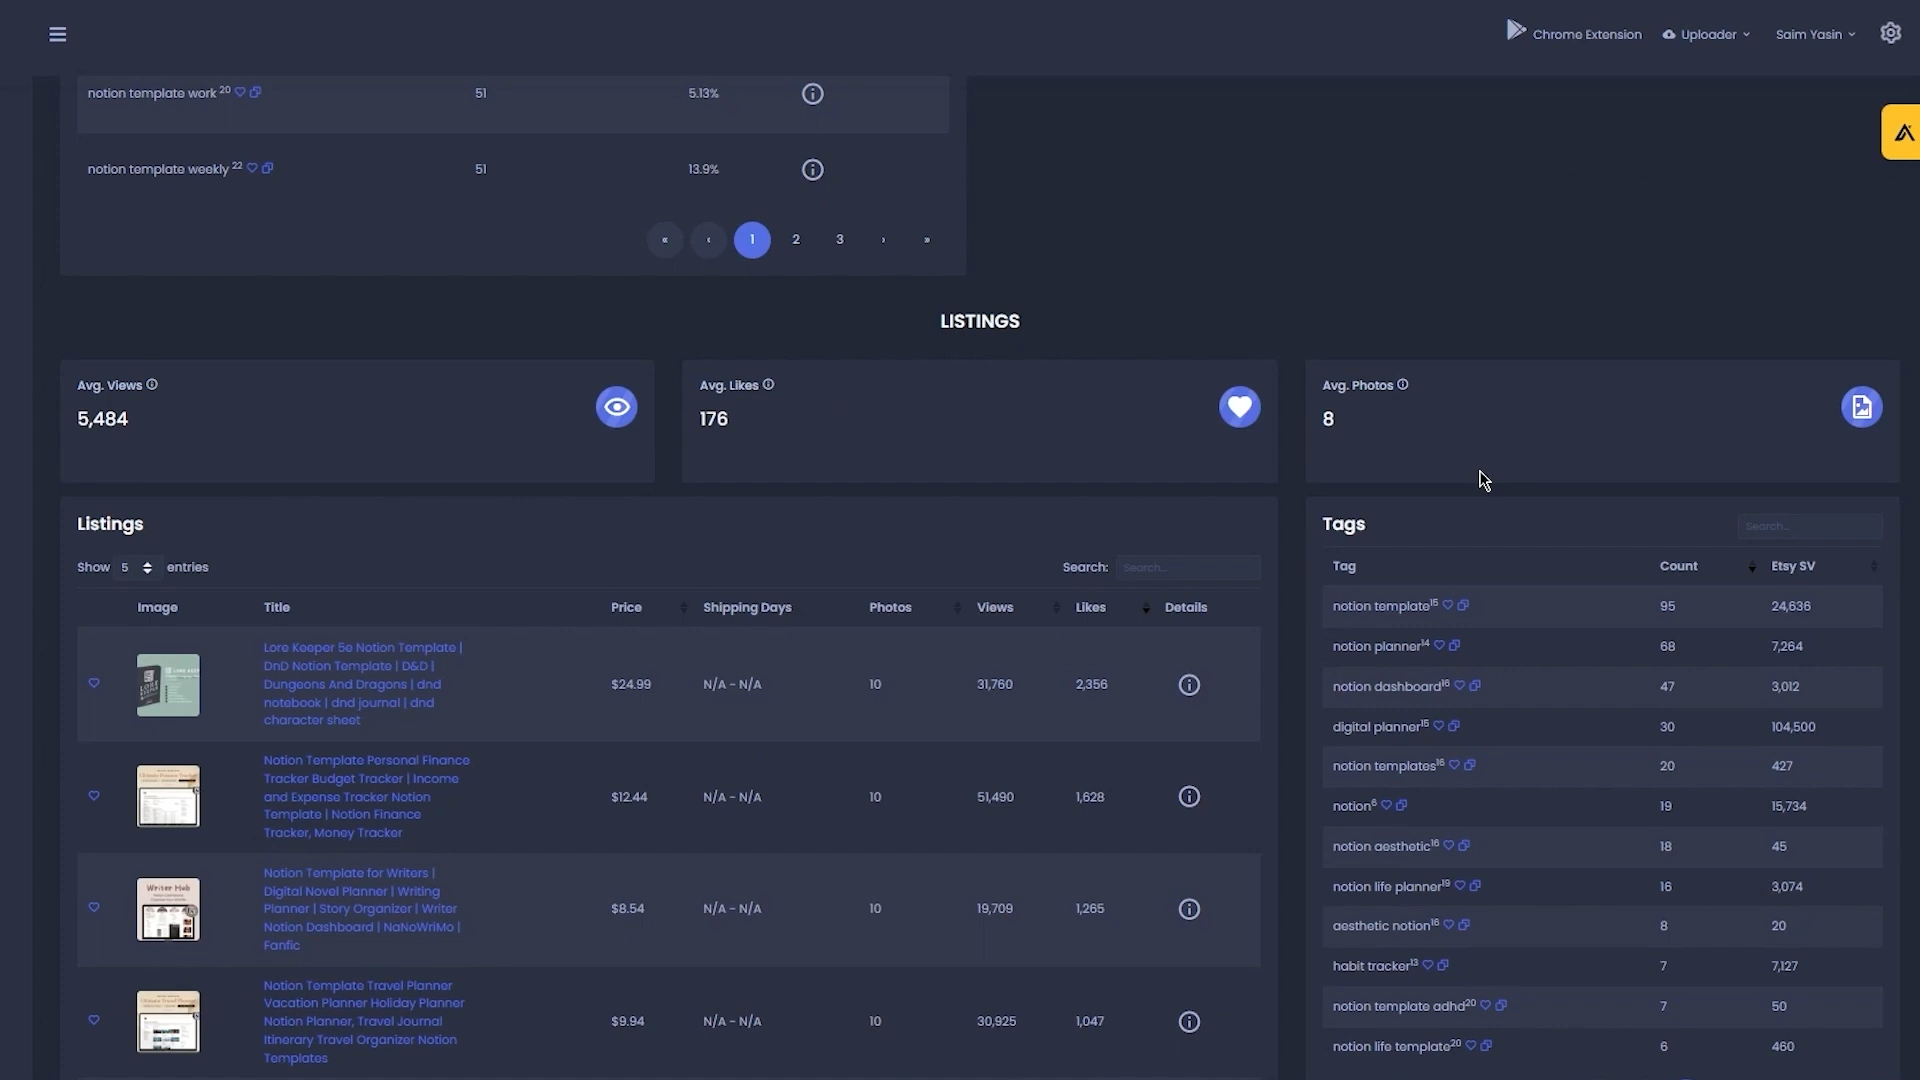 Chrome Extension Uploader Saim Yasin
notion template work 20 51 5.13%
notion template weekly 22 51 13.9%
« ‹ 1 2 3 › »
LISTINGS
Avg. Views
5,484
Avg. Likes
176
Avg. Photos
8
Listings
Show 5 entries
Search: Search...
Image Title Price Shipping Days Photos Views Likes Details
Lore Keeper 5e Notion Template |
DnD Notion Template | D&D |
Dungeons And Dragons | dnd
notebook | dnd journal | dnd
character sheet
$24.99 N/A - N/A 10 31,760 2,356
Notion Template Personal Finance
Tracker Budget Tracker | Income
and Expense Tracker Notion
Template | Notion Finance
Tracker, Money Tracker
$12.44 N/A - N/A 10 51,490 1,628
Writer Hub
Notion Template for Writers |
Digital Novel Planner | Writing
Planner | Story Organizer | Writer
Notion Dashboard | NaNoWriMo |
Fanfic
$8.54 N/A - N/A 10 19,709 1,265
Notion Template Travel Planner
Vacation Planner Holiday Planner
Notion Planner, Travel Journal
Itinerary Travel Organizer Notion
Templates
$9.94 N/A - N/A 10 30,925 1,047
Tags
Search...
Tag Count Etsy SV
notion template15 95 24,636
notion planner14 68 7,264
notion dashboard16 47 3,012
digital planner15 30 104,500
notion templates16 20 427
notion6 19 15,734
notion aesthetic16 18 45
notion life planner19 16 3,074
aesthetic notion16 8 20
habit tracker13 7 7,127
notion template adhd20 7 50
notion life template20 6 460